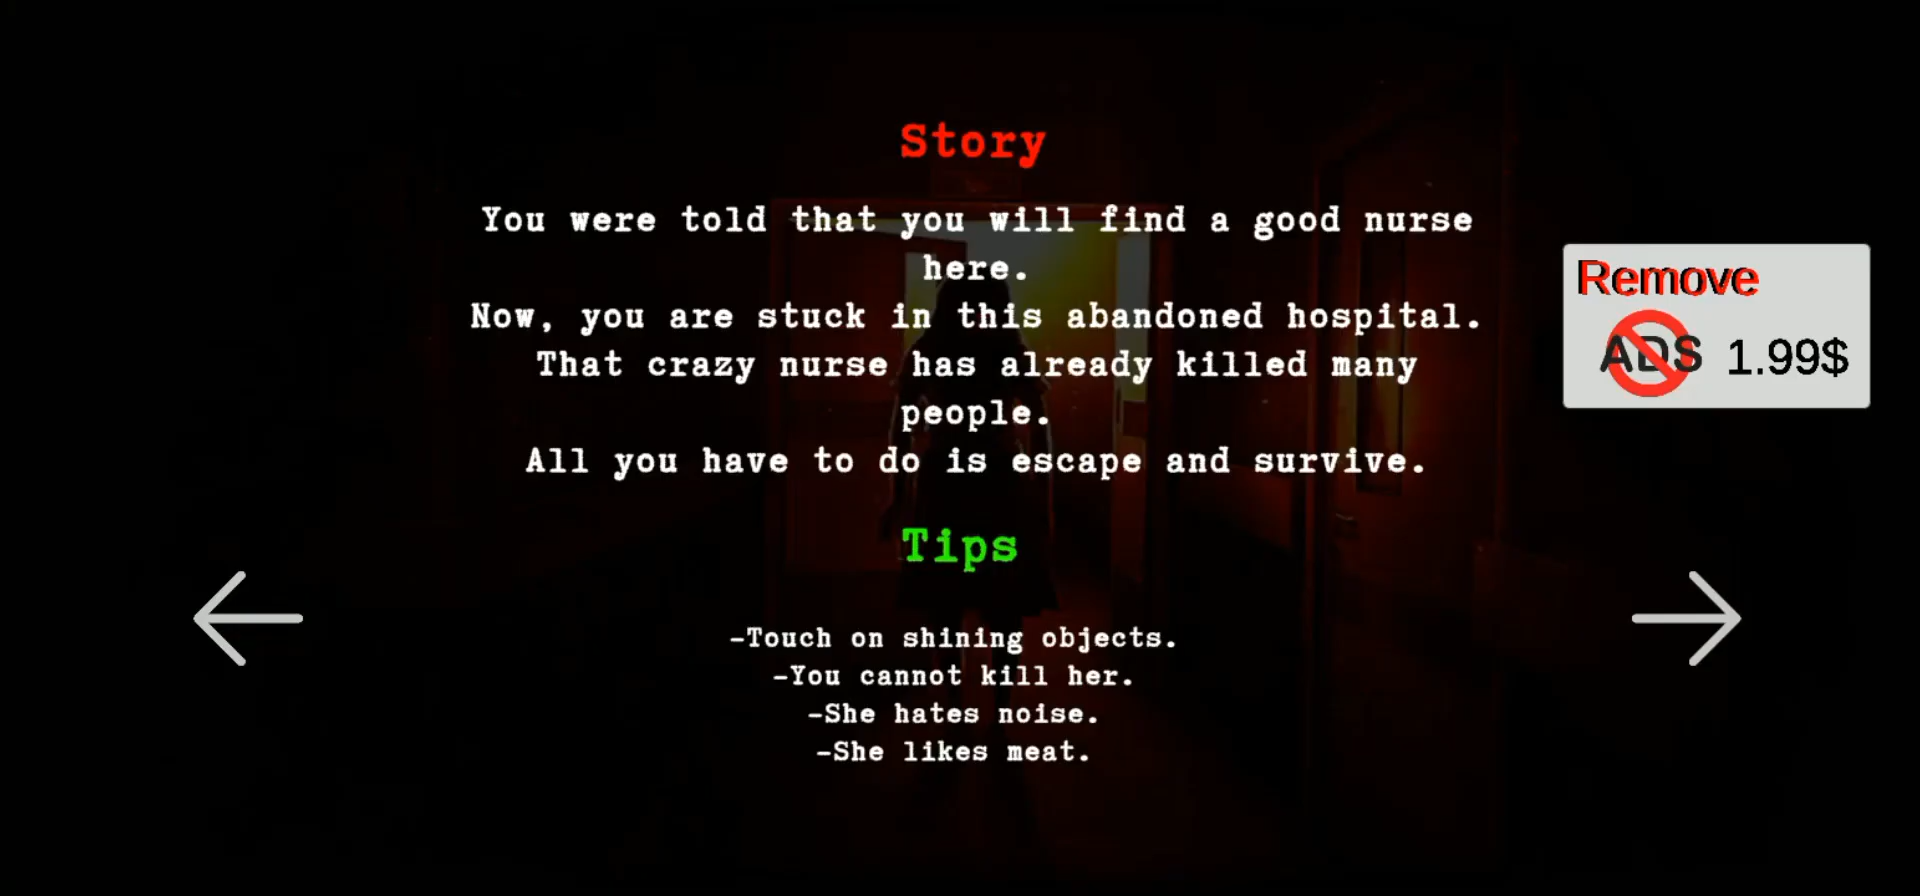 Story
You were told that you will find a good nurse
here.
Now, you are stuck in this abandoned hospital.
That crazy nurse has already killed many
people.
All you have to do is escape and survive.
Remove
ADS 1.99$
Tips
-Touch on shining objects.
-You cannot kill her.
-She hates noise.
-She likes meat.